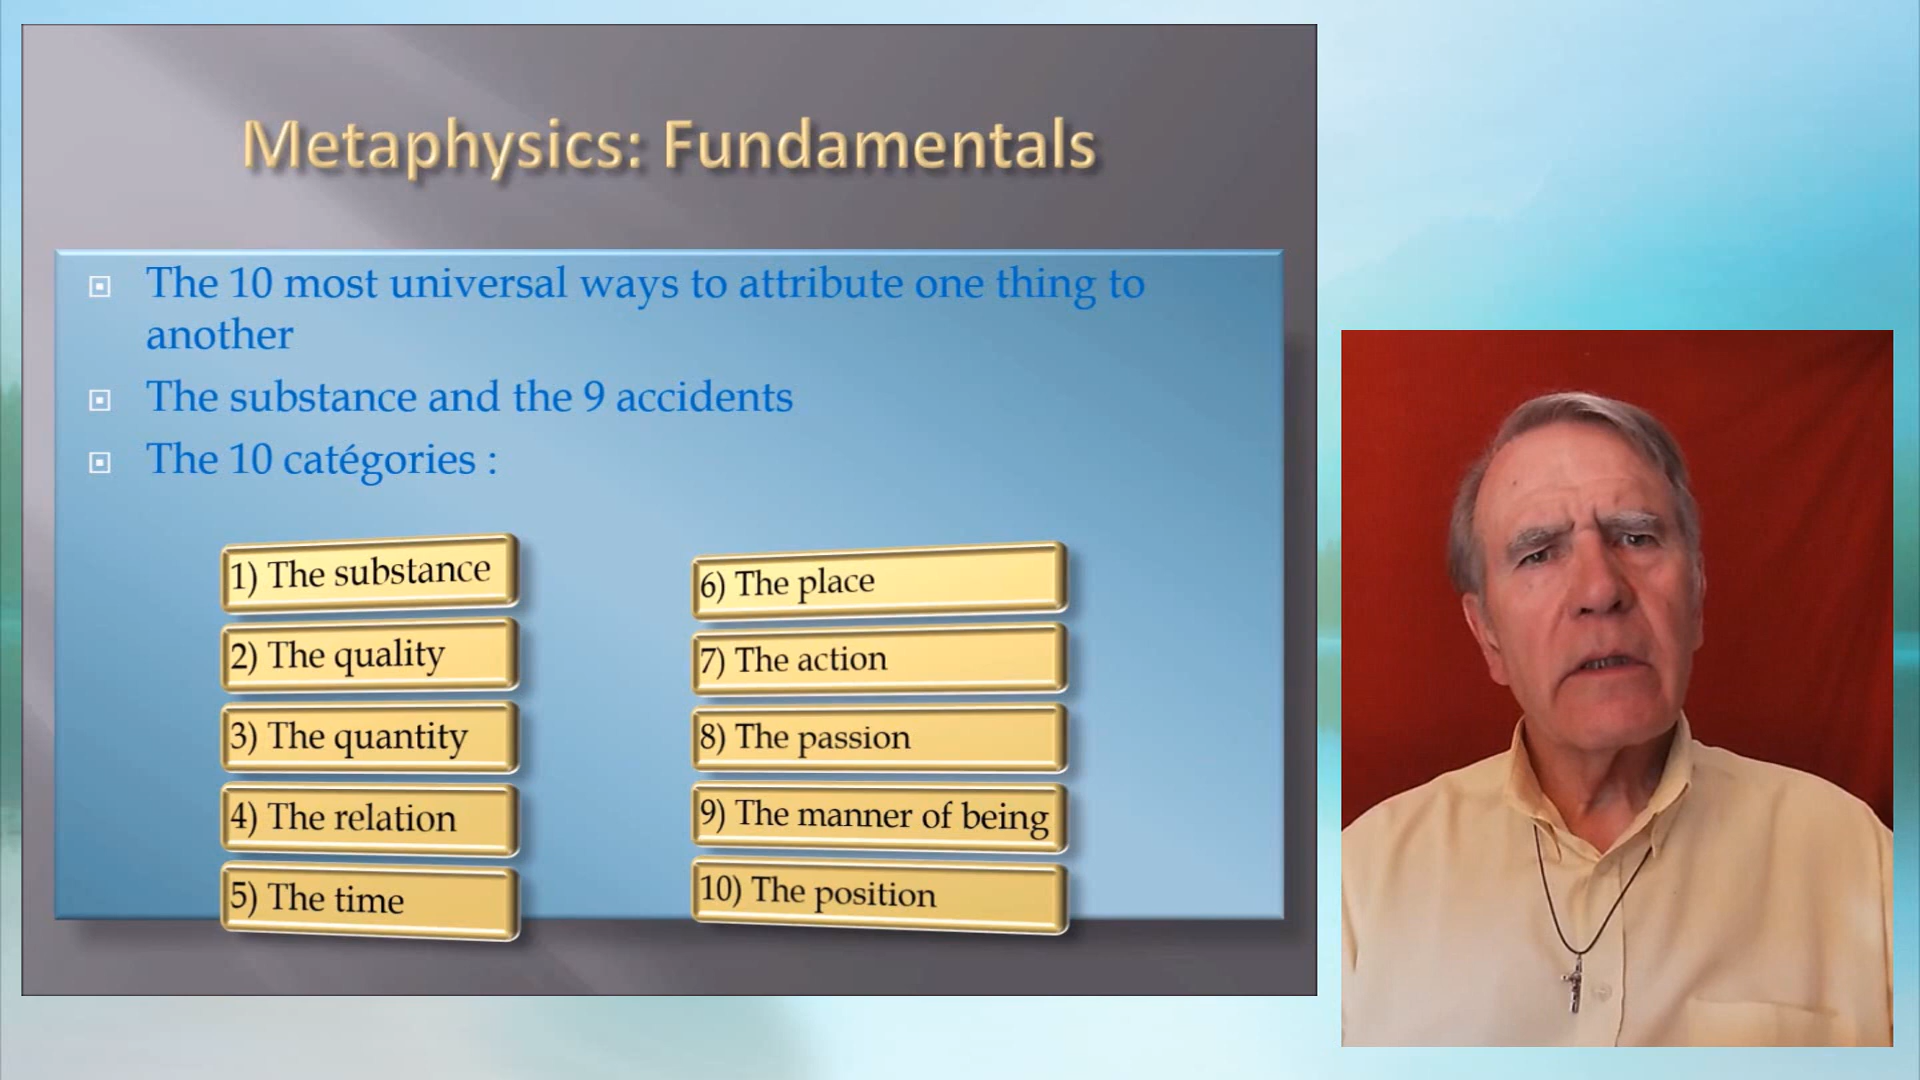 Metaphysics: Fundamentals
The 10 most universal ways to attribute one thing to
another
The substance and the 9 accidents
The 10 catégories :
1) The substance
2) The quality
3) The quantity
4) The relation
5) The time
6) The place
7) The action
8) The passion
9) The manner of being
10) The position